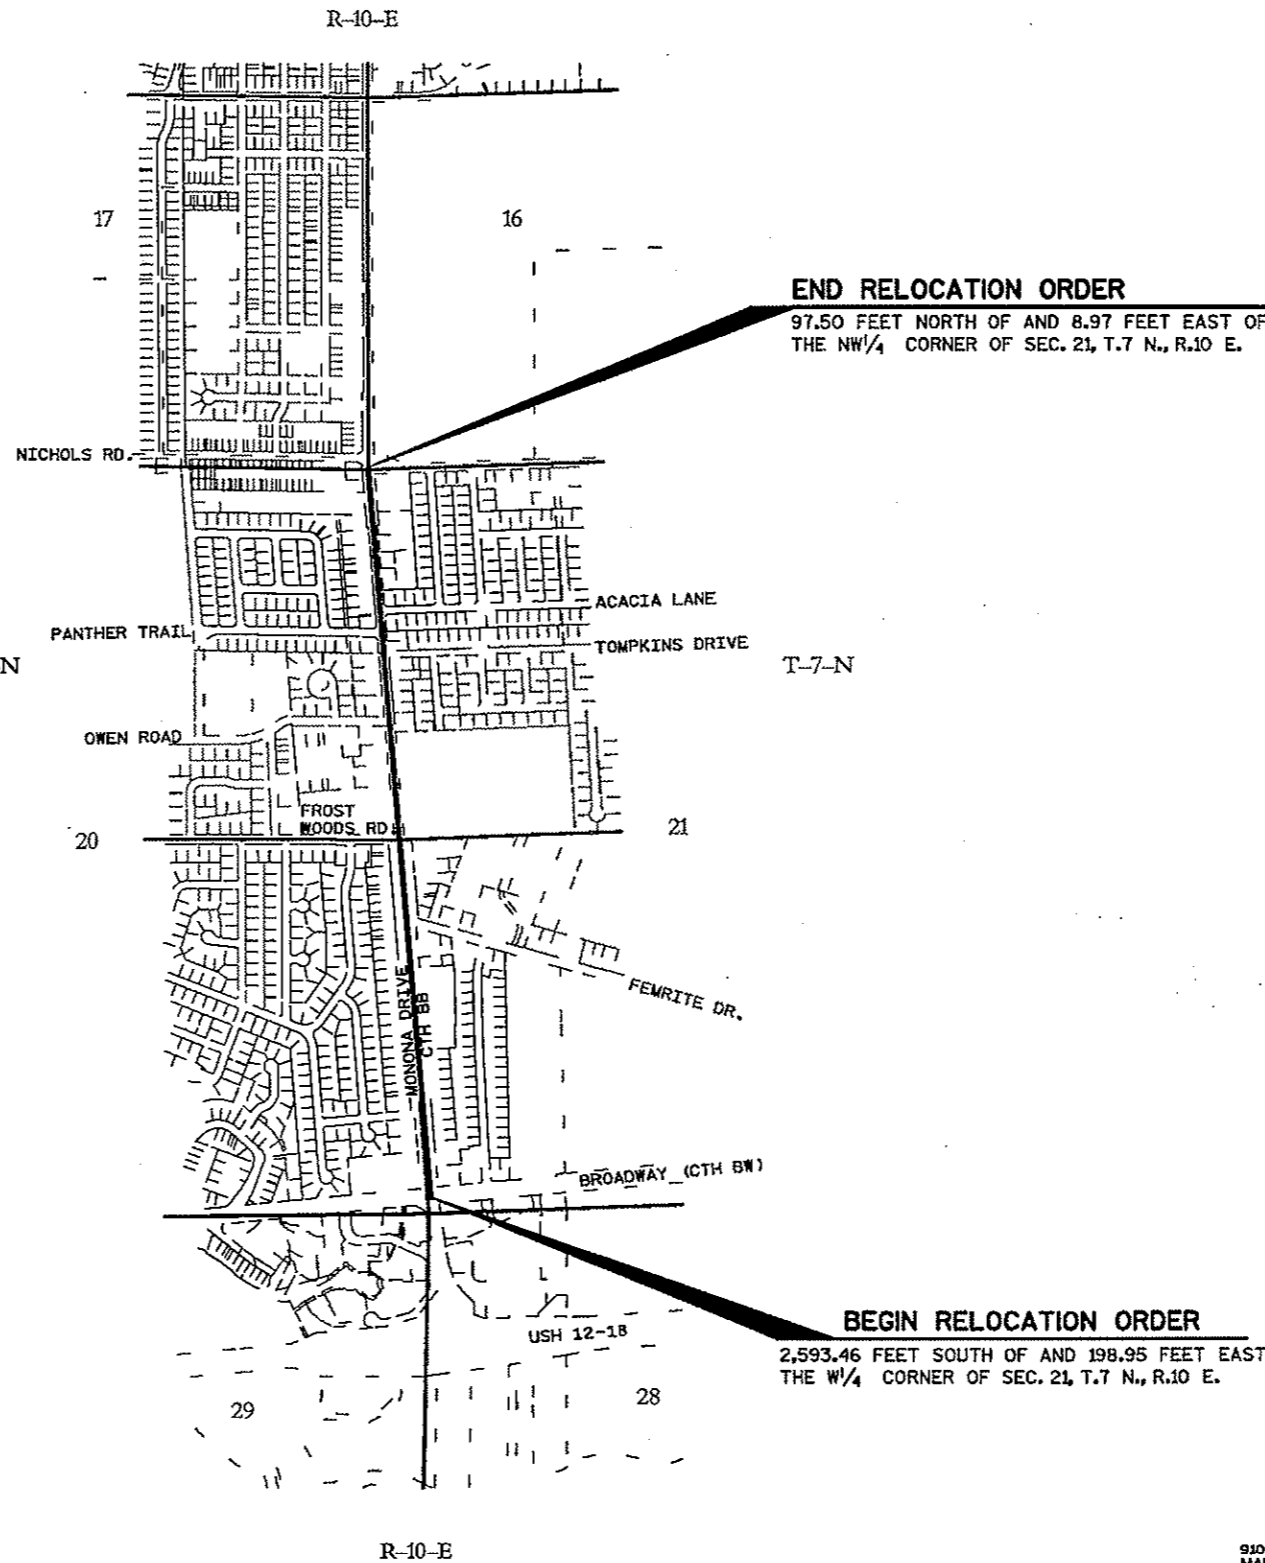 R-10-E
17
16
END RELOCATION ORDER
97.50 FEET NORTH OF AND 8.97 FEET EAST OF
THE NW1/4 CORNER OF SEC. 21, T.7 N., R.10 E.
NICHOLS RD.
ACACIA LANE
PANTHER TRAIL
TOMPKINS DRIVE
N
T-7-N
OWEN ROAD
FROST
WOODS RD.
20
21
MONONA DRIVE
CTH BB
FEMRITE DR.
BROADWAY (CTH BW)
BEGIN RELOCATION ORDER
USH 12-18
2,593.46 FEET SOUTH OF AND 198.95 FEET EAST
THE W1/4 CORNER OF SEC. 21, T.7 N., R.10 E.
29
28
R-10-E
910